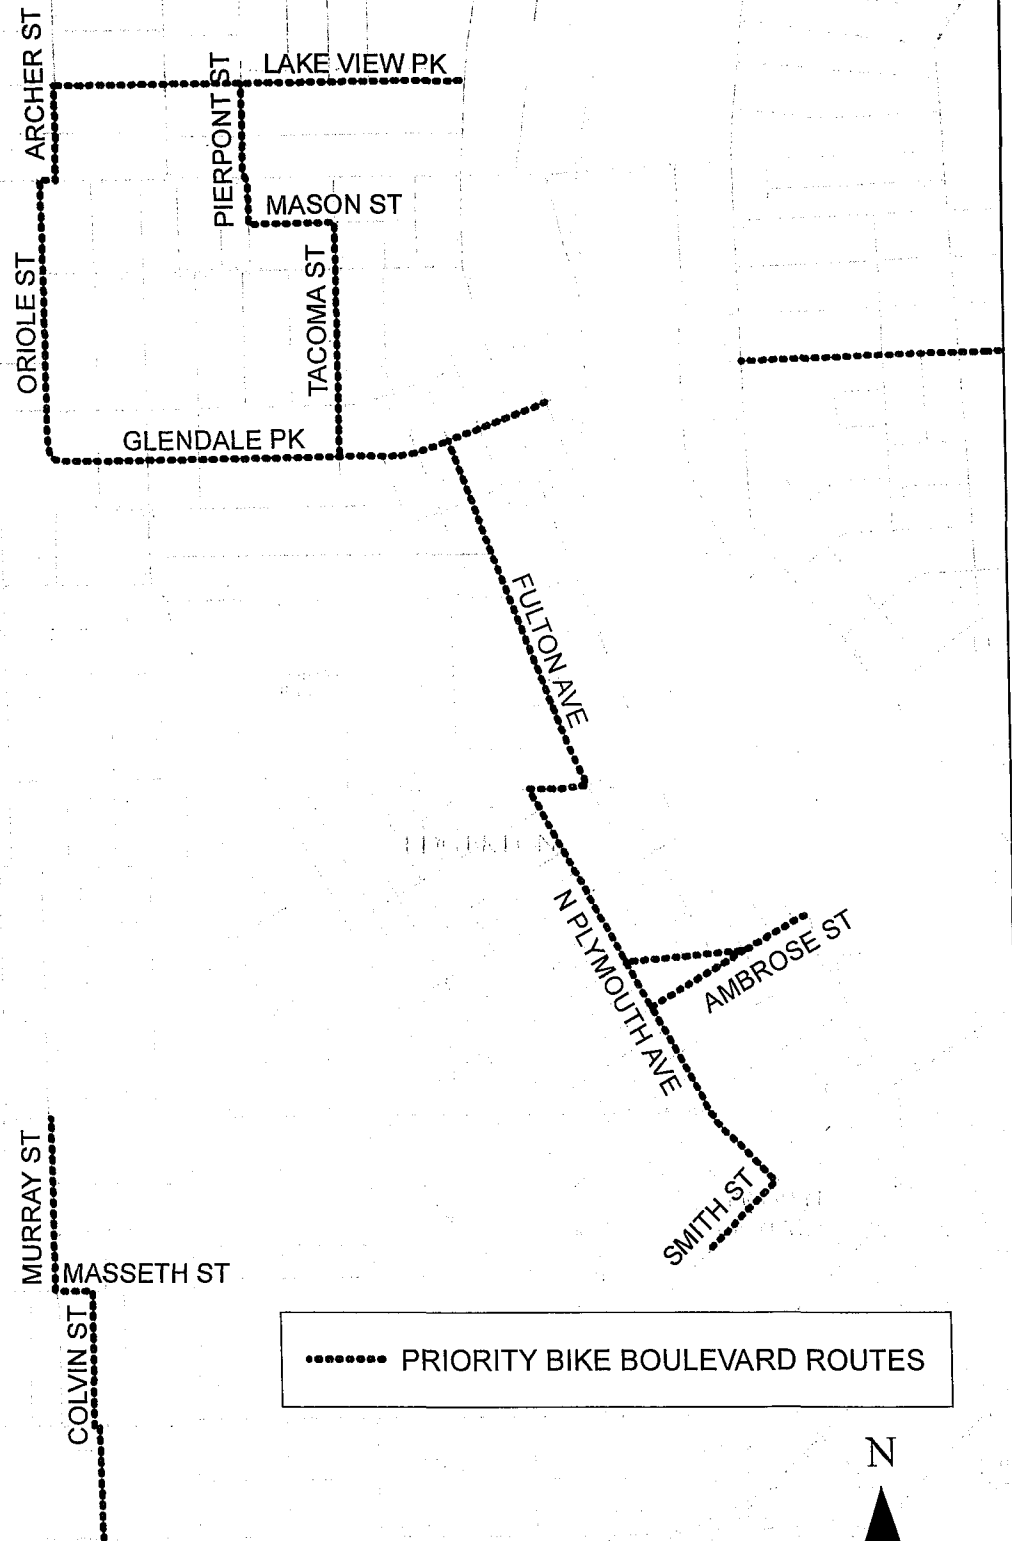 ARCHER ST
LAKE VIEW PK
PIERPONT ST
MASON ST
ORIOLE ST
TACOMA ST
GLENDALE PK
FULTON AVE
EDGERTON
N PLYMOUTH AVE
AMBROSE ST
MURRAY ST
SMITH ST
MASSETH ST
COLVIN ST
PRIORITY BIKE BOULEVARD ROUTES
N